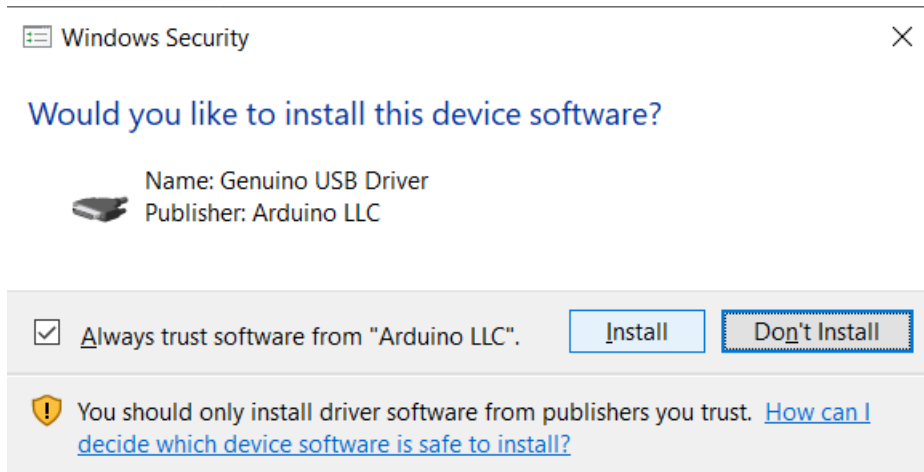 Windows Security
Would you like to install this device software?
Name: Genuino USB Driver
Publisher: Arduino LLC
Always trust software from "Arduino LLC".
Install
Don't Install
You should only install driver software from publishers you trust. How can I
decide which device software is safe to install?